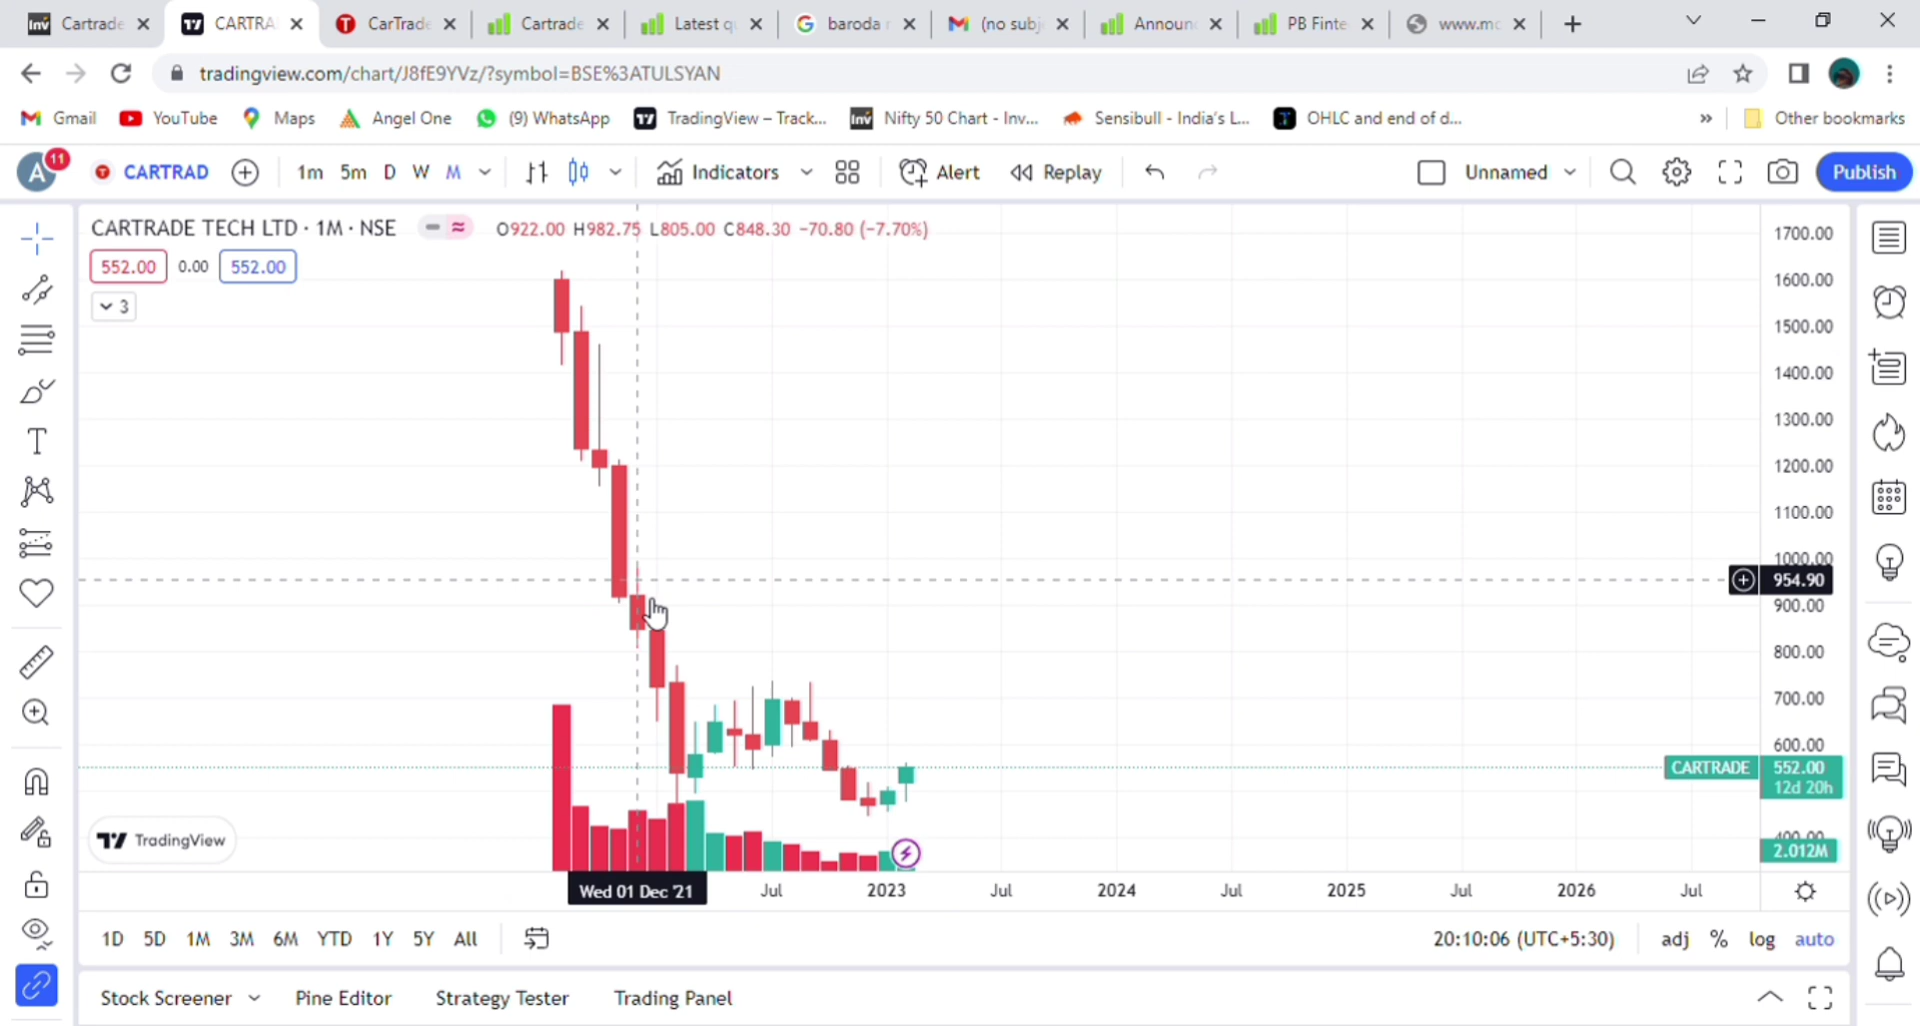 Cartrade
CARTRA
CarTrade
Cartrade
Latest q
baroda r
(no subj
Announ
PB Finte
www.mc
tradingview.com/chart/J8fE9YVz/?symbol=BSE%3ATULSYAN
Gmail
YouTube
Maps
Angel One
(9) WhatsApp
TradingView – Track...
Nifty 50 Chart - Inv...
Sensibull - India's L...
OHLC and end of d...
»
Other bookmarks
A
11
CARTRAD
1m 5m D W M
Indicators
Alert
Replay
Unnamed
Publish
CARTRADE TECH LTD · 1M · NSE
O922.00 H982.75 L805.00 C848.30 −70.80 (−7.70%)
552.00 0.00 552.00
3
1700.00
1600.00
1500.00
1400.00
1300.00
1200.00
1100.00
1000.00
954.90
900.00
800.00
700.00
600.00
CARTRADE 552.00
12d 20h
400.00
2.012M
TradingView
Wed 01 Dec '21
Jul 2023 Jul 2024 Jul 2025 Jul 2026 Jul
1D 5D 1M 3M 6M YTD 1Y 5Y All
20:10:06 (UTC+5:30)
adj % log auto
Stock Screener
Pine Editor
Strategy Tester
Trading Panel